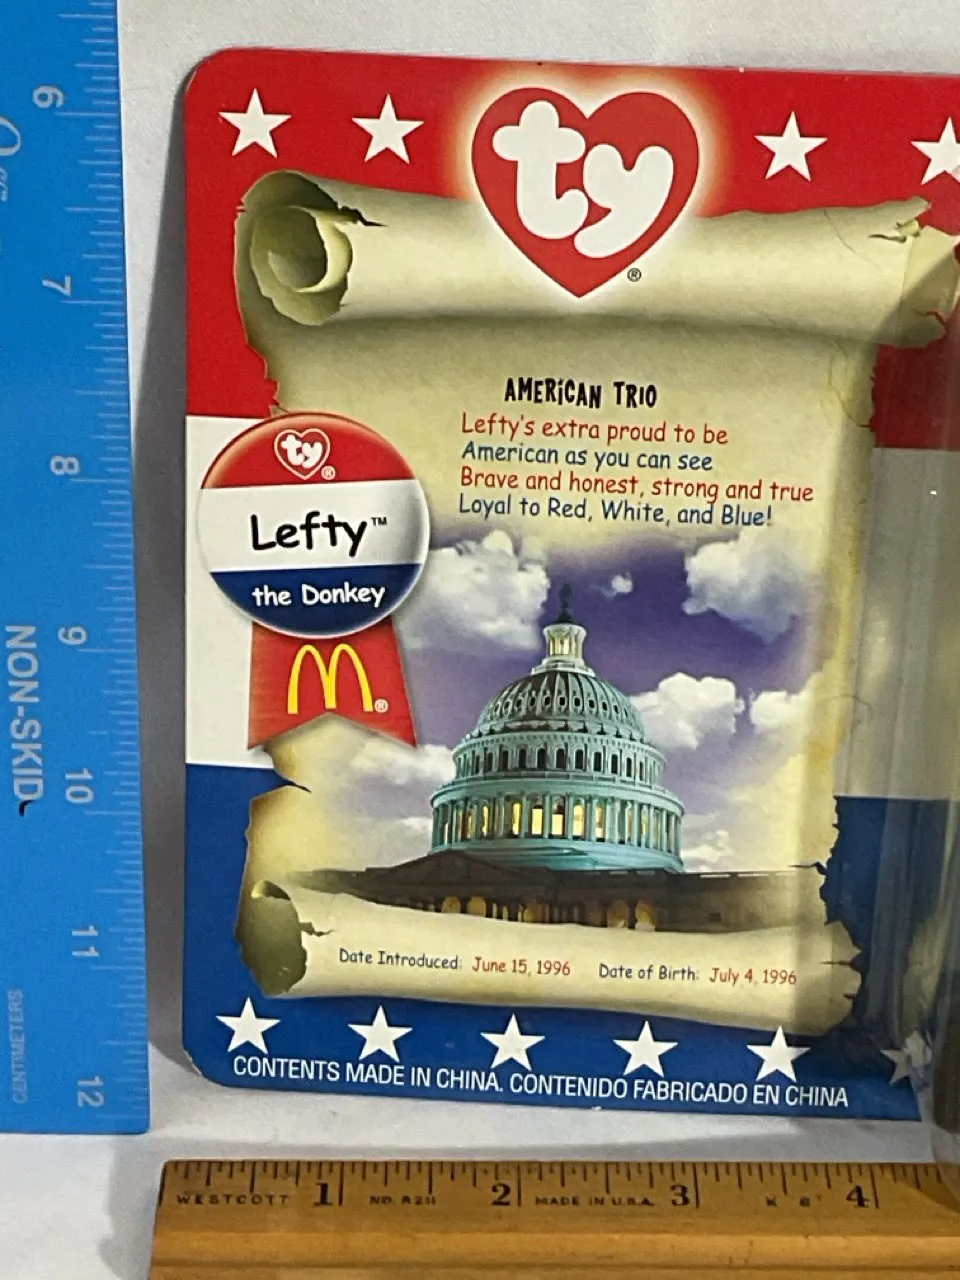 ty
®
AMERiCAN TRIO
Lefty's extra proud to be
American as you can see
Brave and honest, strong and true
Loyal to Red, White, and Blue!
ty®
Lefty™
the Donkey
M®
Date Introduced: June 15, 1996 Date of Birth: July 4, 1996
CONTENTS MADE IN CHINA. CONTENIDO FABRICADO EN CHINA
6
7
8
9
10
11
12
NON-SKID
CENTIMETERS
1 2 3 4
WESTCOTT NO. R211 MADE IN U.S.A.